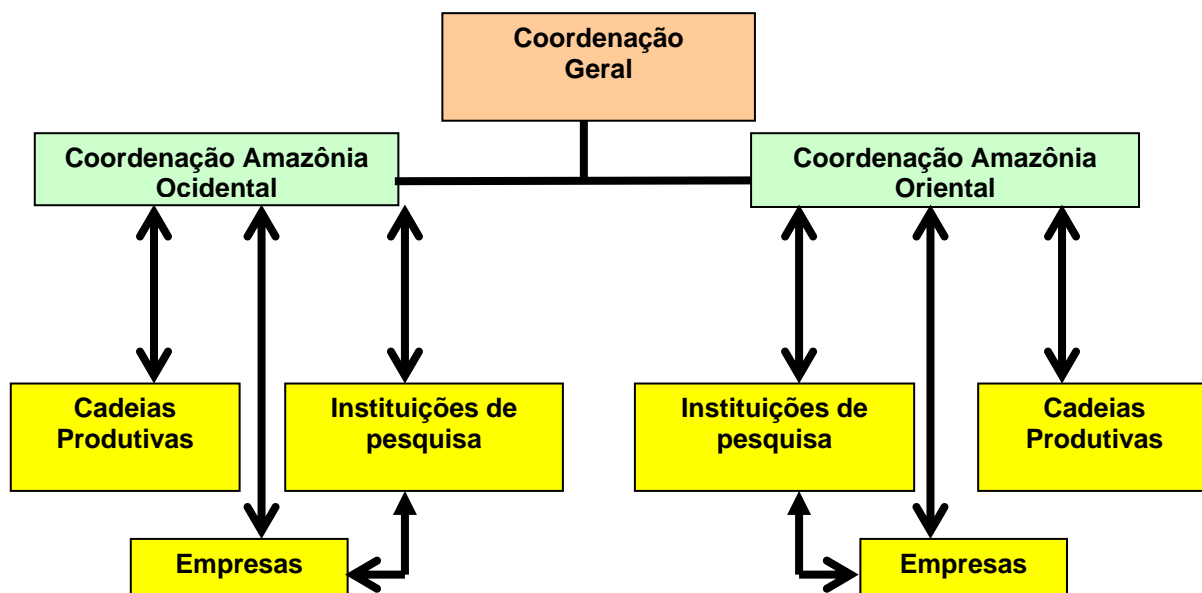 Coordenação
Geral
Coordenação Amazônia
Ocidental
Coordenação Amazônia
Oriental
Cadeias
Produtivas
Instituições de
pesquisa
Instituições de
pesquisa
Cadeias
Produtivas
Empresas
Empresas